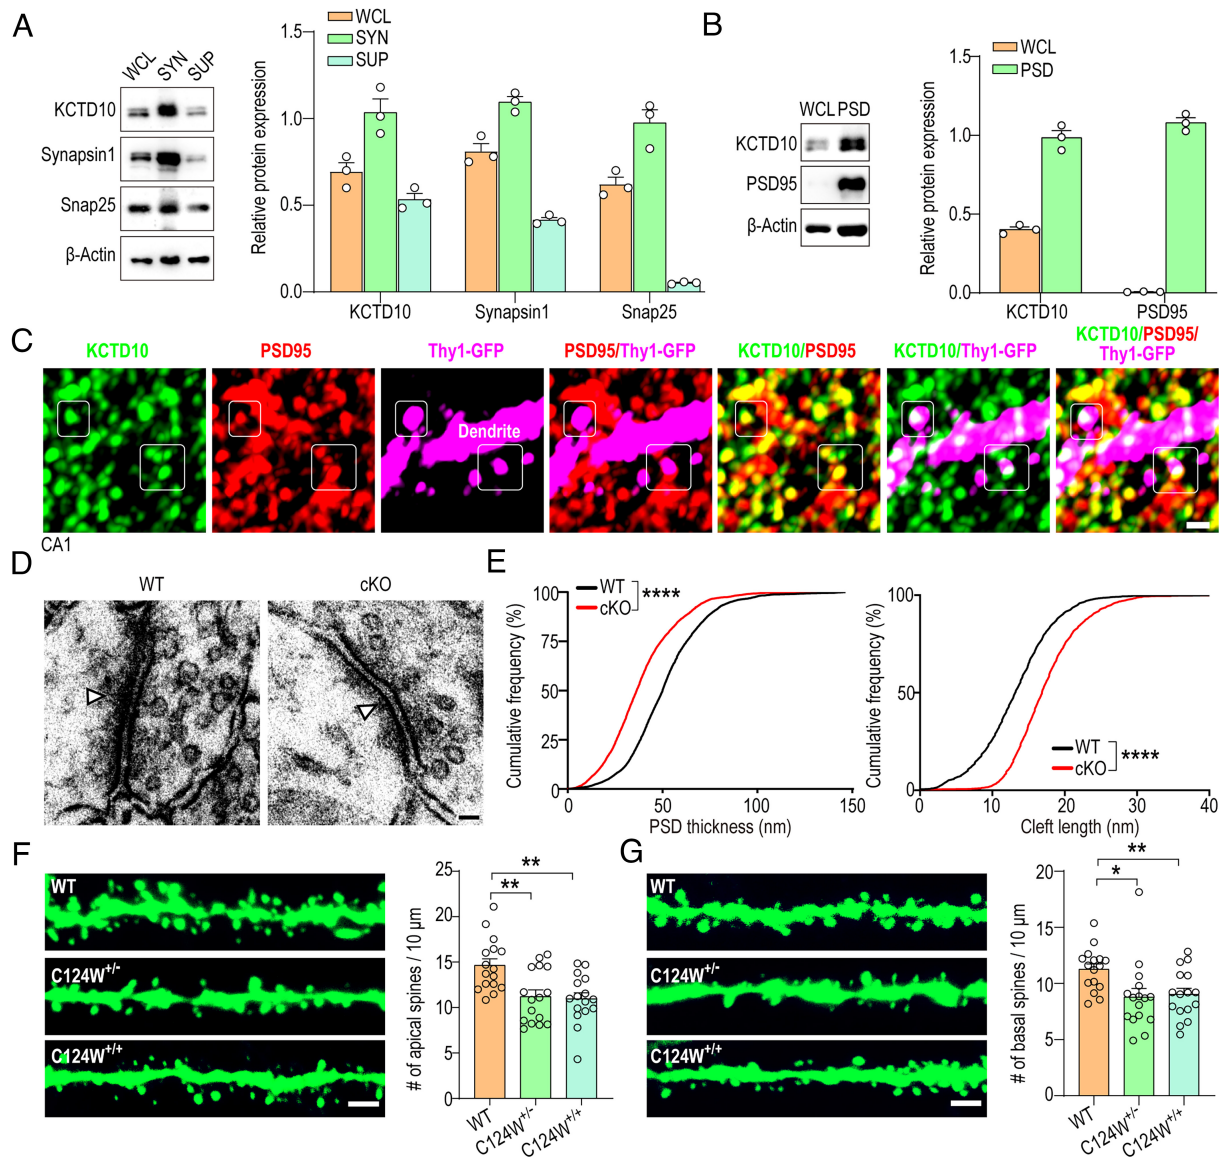 A
WCL SYN SUP
KCTD10
Synapsin1
Snap25
β-Actin
WCL
SYN
SUP
Relative protein expression
1.5
1.0
0.5
0.0
KCTD10 Synapsin1 Snap25
B
WCL PSD
KCTD10
PSD95
β-Actin
WCL
PSD
Relative protein expression
1.5
1.0
0.5
0.0
KCTD10 PSD95
C
KCTD10
PSD95
Thy1-GFP
PSD95/Thy1-GFP
KCTD10/PSD95
KCTD10/Thy1-GFP
KCTD10/PSD95/
Thy1-GFP
Dendrite
CA1
D
WT
cKO
E
WT
cKO
****
Cumulative frequency (%)
100
75
50
25
0
0 50 100 150
PSD thickness (nm)
Cumulative frequency (%)
100
50
0
WT
cKO
****
0 10 20 30 40
Cleft length (nm)
F
WT
C124W+/-
C124W+/+
# of apical spines / 10 μm
25
20
15
10
5
0
**
**
WT
C124W+/-
C124W+/+
G
WT
C124W+/-
C124W+/+
# of basal spines / 10 μm
20
15
10
5
0
**
*
WT
C124W+/-
C124W+/+